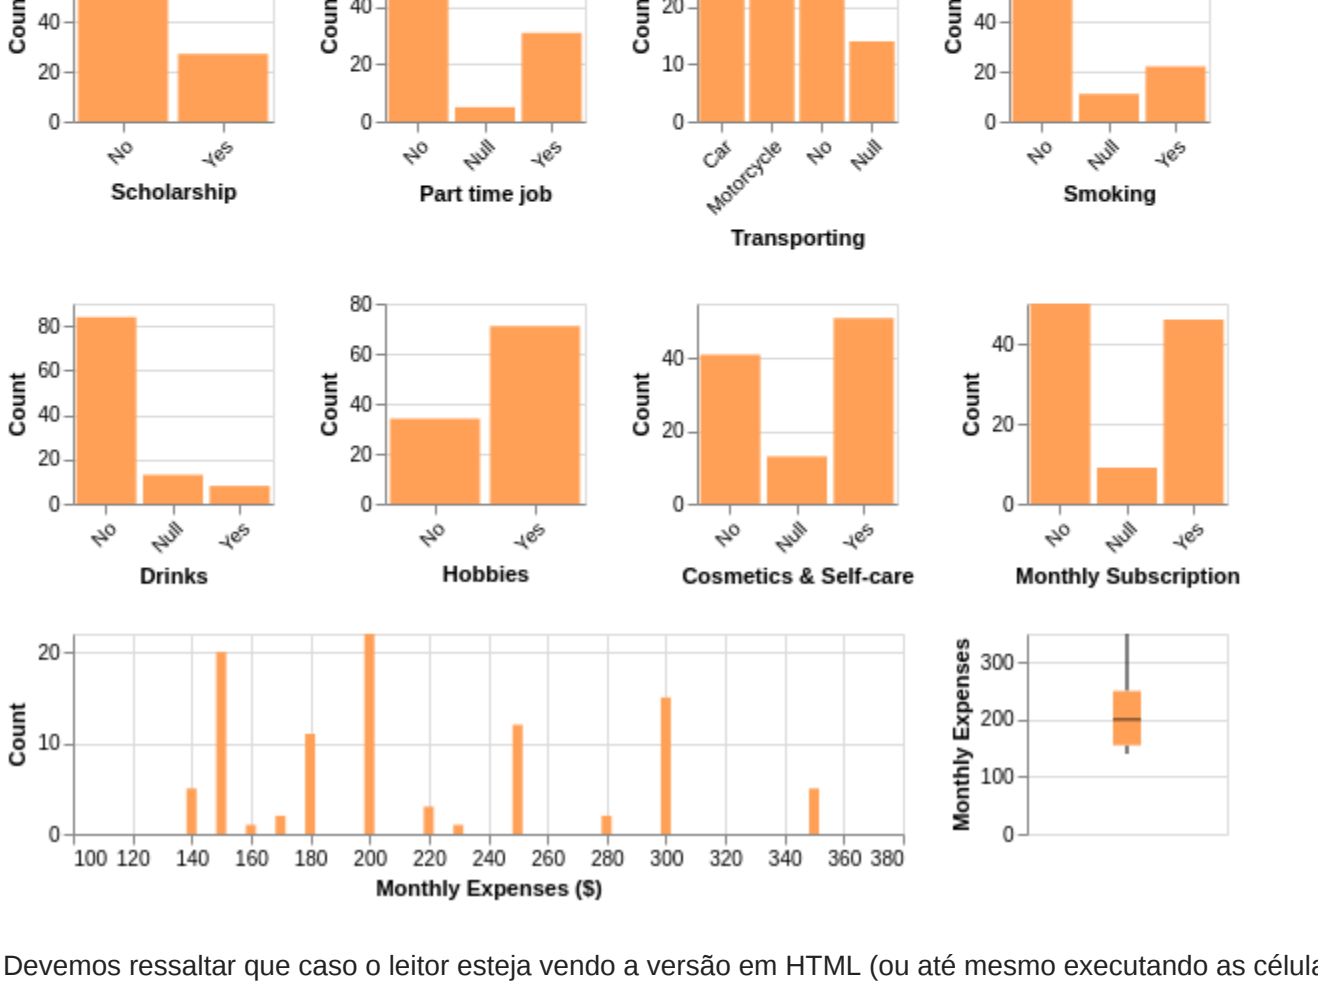 40
20
0
Coun
No
Yes
Scholarship
40
20
0
Coun
No
Null
Yes
Part time job
20
10
0
Coun
Car
Motorcycle
No
Null
Transporting
40
20
0
Coun
No
Null
Yes
Smoking
80
60
40
20
0
Count
No
Null
Yes
Drinks
80
60
40
20
0
Count
No
Yes
Hobbies
40
20
0
Count
No
Null
Yes
Cosmetics & Self-care
40
20
0
Count
No
Null
Yes
Monthly Subscription
20
10
0
Count
100 120 140 160 180 200 220 240 260 280 300 320 340 360 380
Monthly Expenses ($)
300
200
100
0
Monthly Expenses
Devemos ressaltar que caso o leitor esteja vendo a versão em HTML (ou até mesmo executando as célula